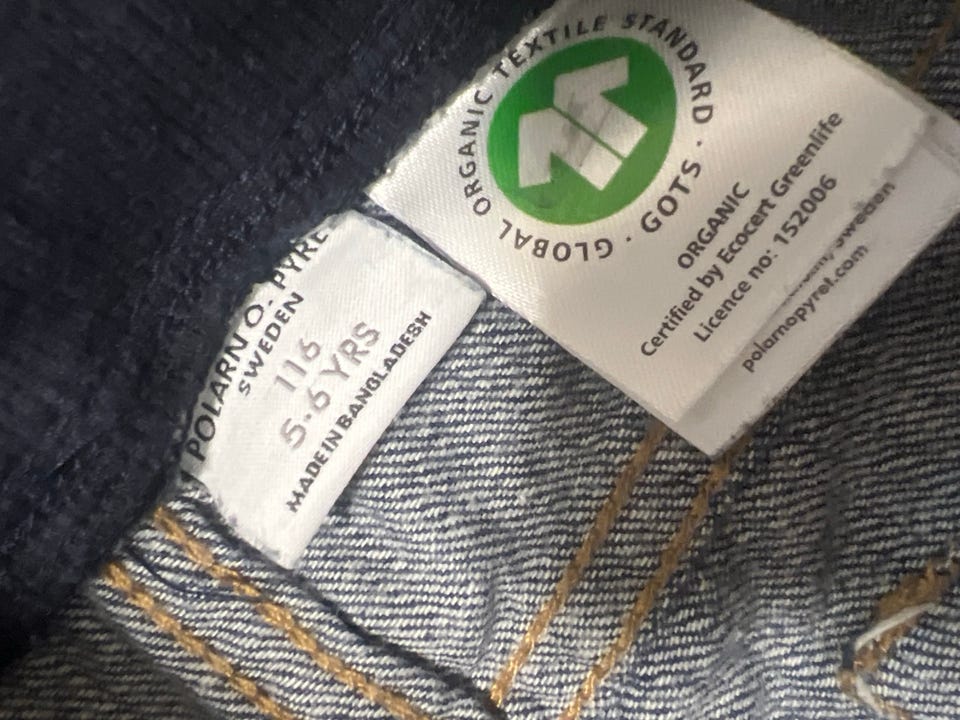 POLARN O. PYRET
SWEDEN
116
5-6 YRS
MADE IN BANGLADESH
GLOBAL ORGANIC TEXTILE STANDARD · GOTS ·
ORGANIC
Certified by Ecocert Greenlife
Licence no: 152006
Sweden
polarnopyret.com